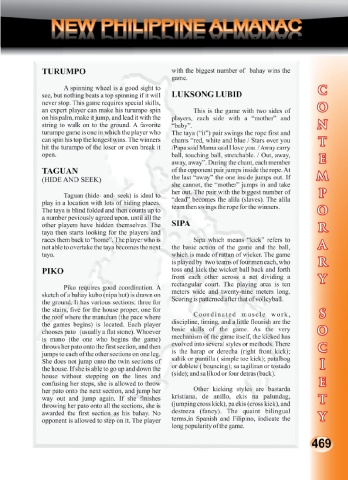 NEW PHILIPPINE ALMANAC
TURUMPO
A spinning wheel is a good sight to
see, but nothing beats a top spinning if it will
never stop. This game requires special skills,
an expert player can make his turumpo spin
on his palm, make it jump, and lead it with the
string to walk on to the ground. A favorite
turumpo game is one in which the player who
can spin his top the longest wins. The winners
hit the turumpo of the loser or even break it
open.
TAGUAN
(HIDE AND SEEK)
Taguan (hide- and- seek) is ideal to
play in a location with lots of hiding places.
The taya is blind folded and then counts up to
a number previously agreed upon, until all the
other players have hidden themselves. The
taya then starts looking for the players and
races them back to "home". The player who is
not able to overtake the taya becomes the next
taya.
PIKO
Piko requires good coordination. A
sketch of a bahay kubo (nipa hut) is drawn on
the ground. It has various sections: three for
the stairs, five for the house proper, one for
the roof where the manuhan (the pace where
the games begins) is located. Each player
chooses pato (usually a flat stone). Whoever
is mano (the one who begins the game)
throws her pato onto the first section, and then
jumps to each of the other sections on one leg.
She does not jump unto the twin sections of
the house. If she is able to go up and down the
house without stepping on the lines and
confusing her steps, she is allowed to throw
her pato onto the next section, and jump her
way out and jump again. If she finishes
throwing her pato onto all the sections, she is
awarded the first section as his bahay. No
opponent is allowed to step on it. The player
with the biggest number of bahay wins the
game.
LUKSONG LUBID
This is the game with two sides of
players, each side with a "mother" and
"baby".
The taya ("it") pair swings the rope first and
chants "red, white and blue / Stars over you
/Papa said Mama said I love you. / Away carry
ball, touching ball, stretchable. / Out, away,
away, away". During the chant, each member
of the opponent pair jumps inside the rope. At
the last "away" the one inside jumps out. If
she cannot, the "mother" jumps in and take
her out. The pair with the biggest number of
"dead" becomes the alila (slaves). The alila
team then swings the rope for the winners.
SIPA
Sipa which means "kick" refers to
the basic action of the game and the ball,
which is made of rattan of wicker. The game
is played by two teams of four men each, who
toss and kick the wicker ball back and forth
from each other across a net dividing a
rectangular court. The playing area is ten
meters wide and twenty-nine meters long.
Scoring is patterned after that of volleyball.
Coordinated muscle work,
discipline, timing, and a little flourish are the
basic skills of the game. As the very
mechanism of the game itself, the kicked has
evolved into several styles or methods. There
is the harap or derecha (right front kick);
saltik or puntilla ( simple toe kick); patalbog
or doblete ( bouncing); sa tagiliran or tostado
(side); and sa likod or four detras (back).
Other kicking styles are bastarda
kristiana, de anillo, ekis na palundag,
(jumping cross kick), pa ekis (cross kick), and
destreza (fancy). The quaint bilingual
terms,in Spanish and Filipino, indicate the
long popularity of the game.
CONTEMPORARY SOCIETY
469